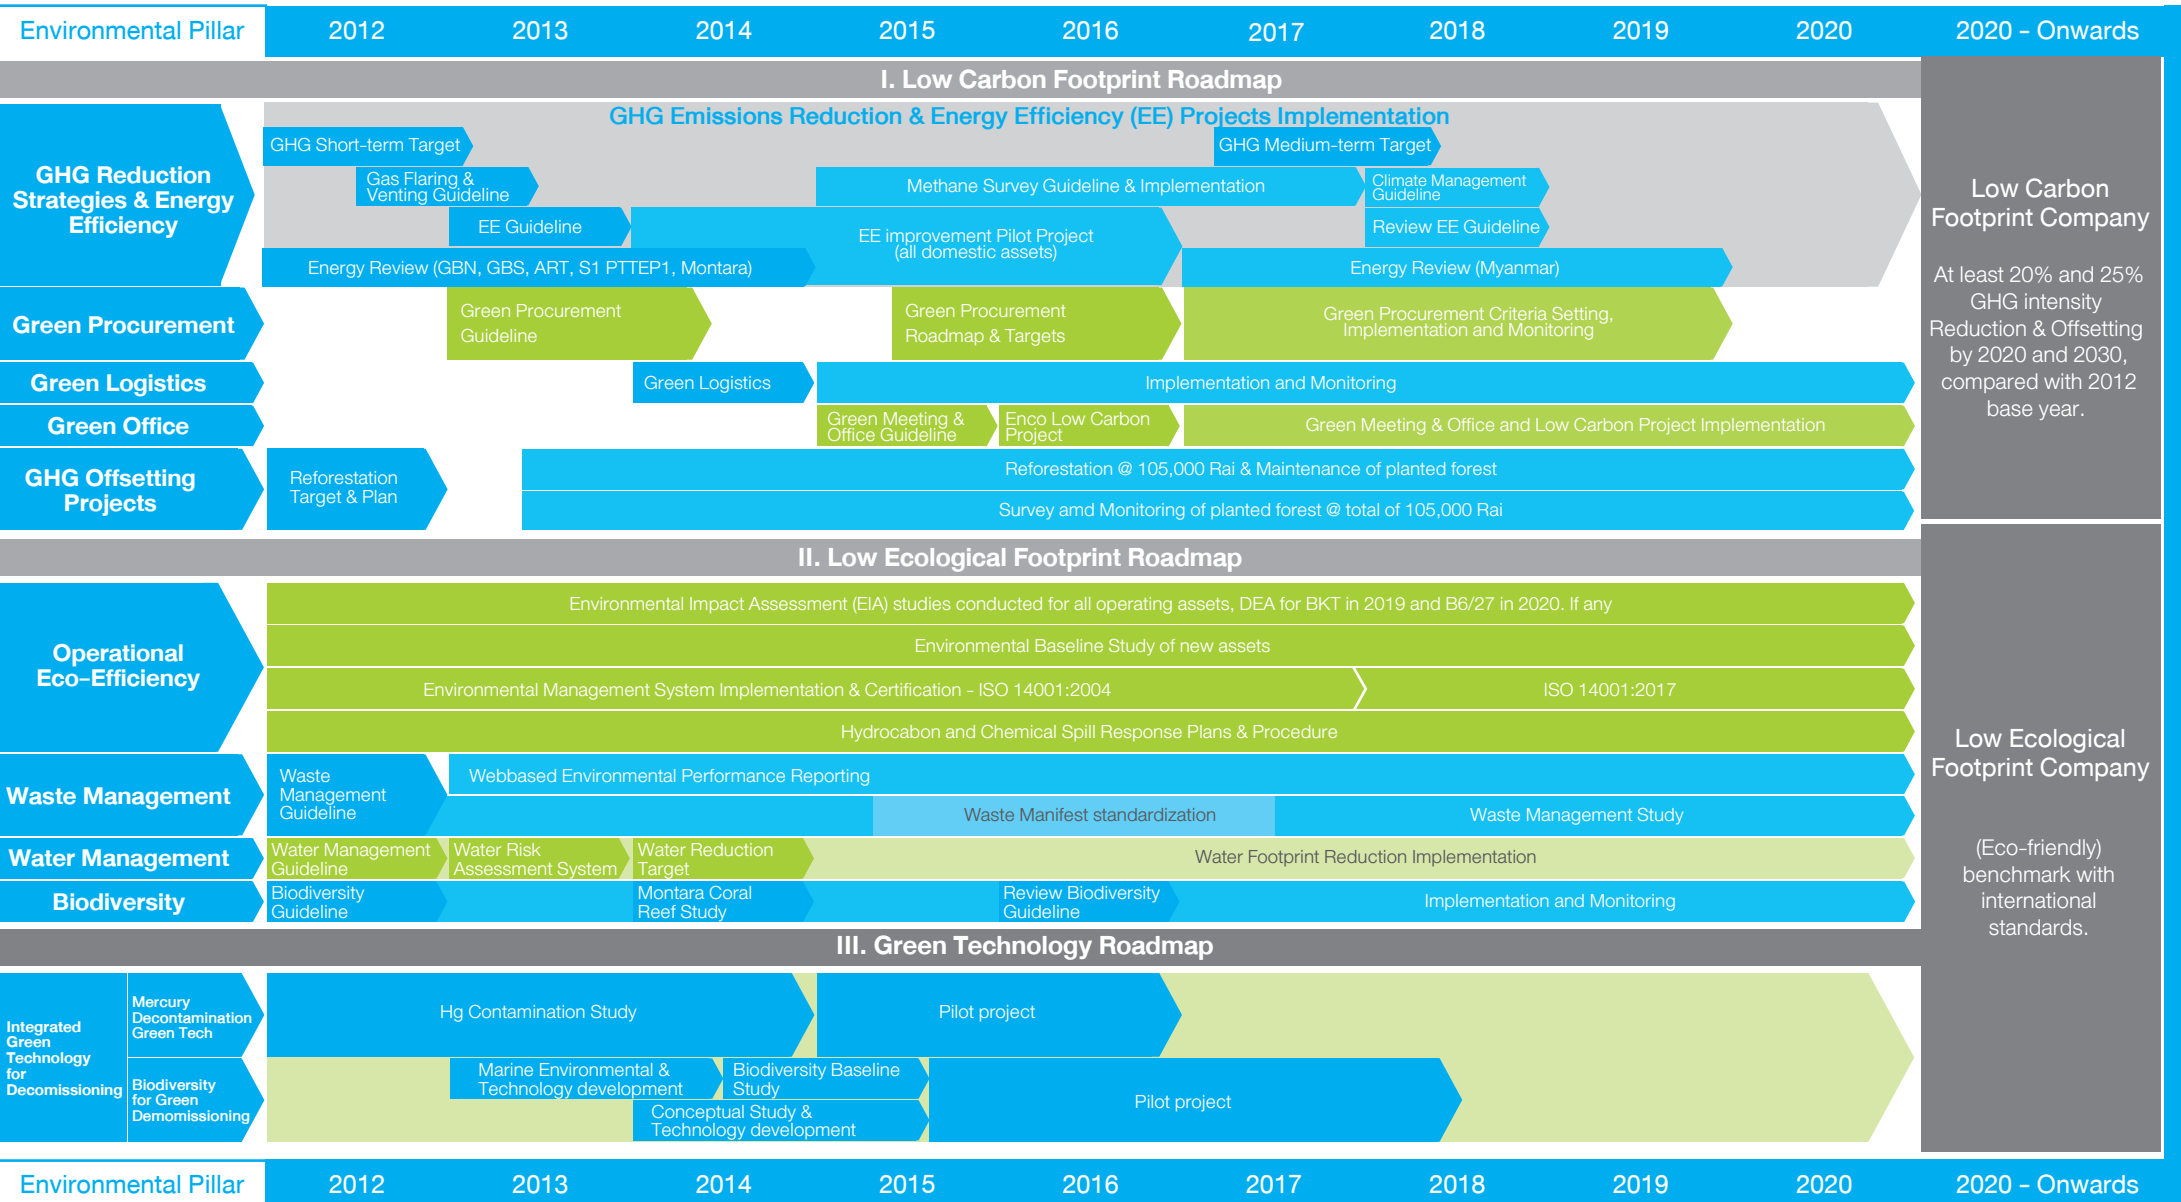 Environmental Pillar 2012 2013 2014 2015 2016 2017 2018 2019 2020 2020 - Onwards
I. Low Carbon Footprint Roadmap
GHG Reduction
Strategies & Energy
Efficiency
GHG Emissions Reduction & Energy Efficiency (EE) Projects Implementation
GHG Short-term Target
GHG Medium-term Target
Gas Flaring &
Venting Guideline
Methane Survey Guideline & Implementation
Climate Management
Guideline
EE Guideline
EE improvement Pilot Project
(all domestic assets)
Review EE Guideline
Energy Review (GBN, GBS, ART, S1 PTTEP1, Montara)
Energy Review (Myanmar)
Green Procurement
Green Procurement
Guideline
Green Procurement
Roadmap & Targets
Green Procurement Criteria Setting,
Implementation and Monitoring
Green Logistics
Green Logistics
Implementation and Monitoring
Green Office
Green Meeting &
Office Guideline
Enco Low Carbon
Project
Green Meeting & Office and Low Carbon Project Implementation
GHG Offsetting
Projects
Reforestation
Target & Plan
Reforestation @ 105,000 Rai & Maintenance of planted forest
Survey amd Monitoring of planted forest @ total of 105,000 Rai
Low Carbon
Footprint Company
At least 20% and 25%
GHG intensity
Reduction & Offsetting
by 2020 and 2030,
compared with 2012
base year.
II. Low Ecological Footprint Roadmap
Operational
Eco-Efficiency
Environmental Impact Assessment (EIA) studies conducted for all operating assets, DEA for BKT in 2019 and B6/27 in 2020. If any
Environmental Baseline Study of new assets
Environmental Management System Implementation & Certification - ISO 14001:2004
ISO 14001:2017
Hydrocabon and Chemical Spill Response Plans & Procedure
Waste Management
Waste
Management
Guideline
Webbased Environmental Performance Reporting
Waste Manifest standardization
Waste Management Study
Water Management
Water Management
Guideline
Water Risk
Assessment System
Water Reduction
Target
Water Footprint Reduction Implementation
Biodiversity
Biodiversity
Guideline
Montara Coral
Reef Study
Review Biodiversity
Guideline
Implementation and Monitoring
Low Ecological
Footprint Company
(Eco-friendly)
benchmark with
international
standards.
III. Green Technology Roadmap
Integrated
Green
Technology
for
Decomissioning
Mercury
Decontamination
Green Tech
Hg Contamination Study
Pilot project
Biodiversity
for Green
Demomissioning
Marine Environmental &
Technology development
Biodiversity Baseline
Study
Conceptual Study &
Technology development
Pilot project
Environmental Pillar 2012 2013 2014 2015 2016 2017 2018 2019 2020 2020 - Onwards